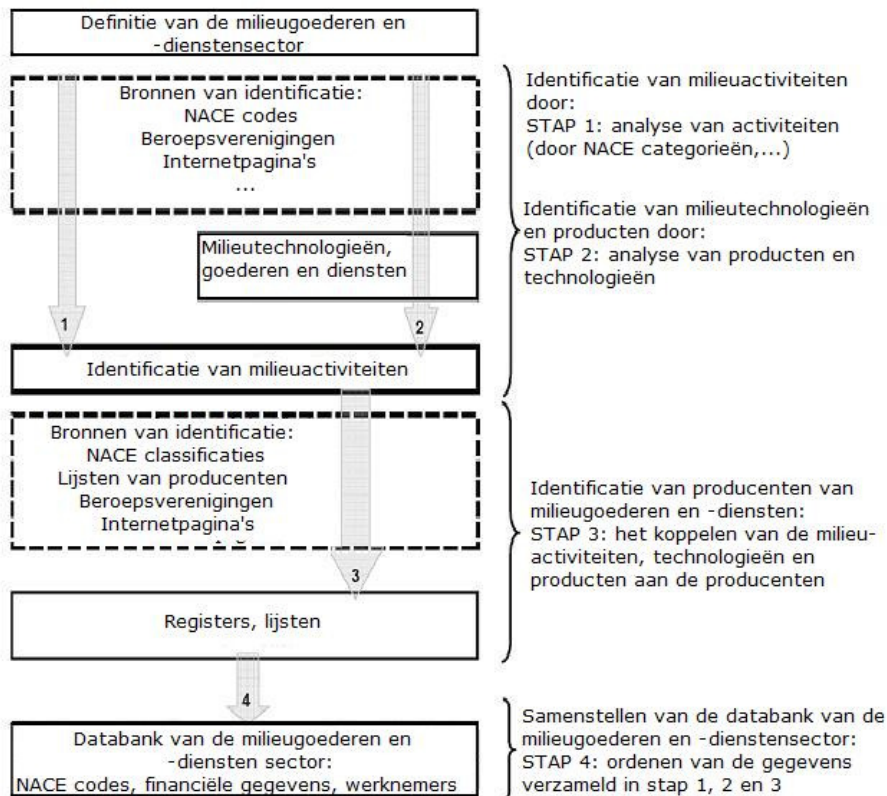 Definitie van de milieugoederen en
-dienstensector
Bronnen van identificatie:
NACE codes
Beroepsverenigingen
Internetpagina's
...
Milieutechnologieën,
goederen en diensten
1
2
Identificatie van milieuactiviteiten
Identificatie van milieuactiviteiten
door:
STAP 1: analyse van activiteiten
(door NACE categorieën,...)
Identificatie van milieutechnologieën
en producten door:
STAP 2: analyse van producten en
technologieën
Bronnen van identificatie:
NACE classificaties
Lijsten van producenten
Beroepsverenigingen
Internetpagina's
3
Registers, lijsten
Identificatie van producenten van
milieugoederen en -diensten:
STAP 3: het koppelen van de milieu-
activiteiten, technologieën en
producten aan de producenten
4
Databank van de milieugoederen en
-diensten sector:
NACE codes, financiële gegevens, werknemers
Samenstellen van de databank van de
milieugoederen en -dienstensector:
STAP 4: ordenen van de gegevens
verzameld in stap 1, 2 en 3